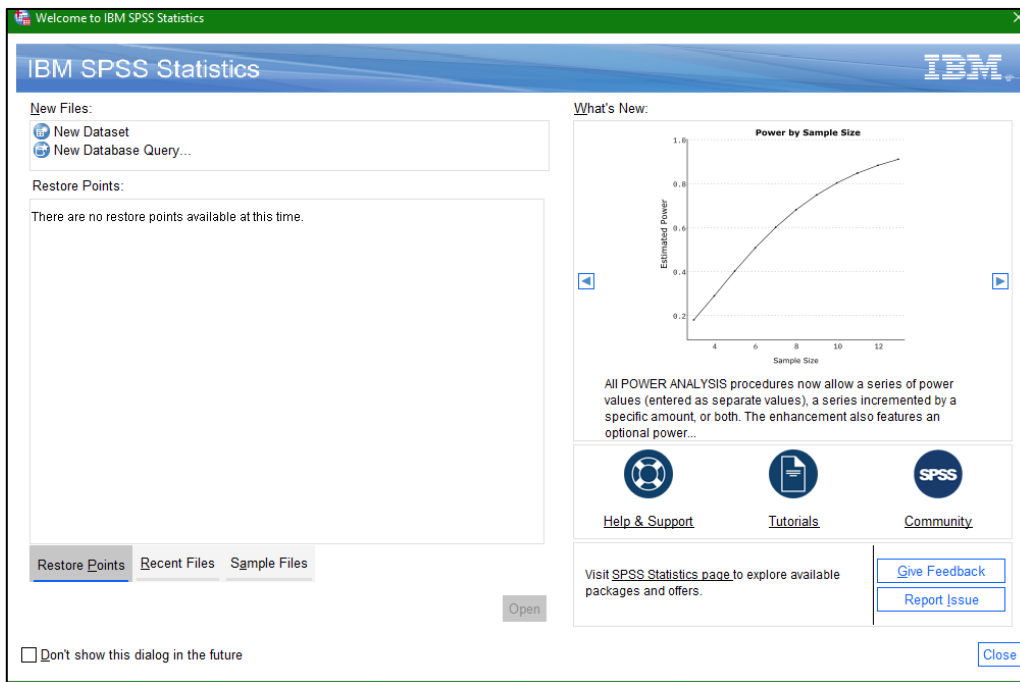 Welcome to IBM SPSS Statistics
IBM SPSS Statistics
IBM
New Files:
New Dataset
New Database Query...
Restore Points:
There are no restore points available at this time.
Restore Points
Recent Files
Sample Files
Open
Don't show this dialog in the future
What's New:
Power by Sample Size
Estimated Power
1.0
0.8
0.6
0.4
0.2
4 6 8 10 12
Sample Size
All POWER ANALYSIS procedures now allow a series of power
values (entered as separate values), a series incremented by a
specific amount, or both. The enhancement also features an
optional power...
SPSS
Help & Support
Tutorials
Community
Visit SPSS Statistics page to explore available
packages and offers.
Give Feedback
Report Issue
Close